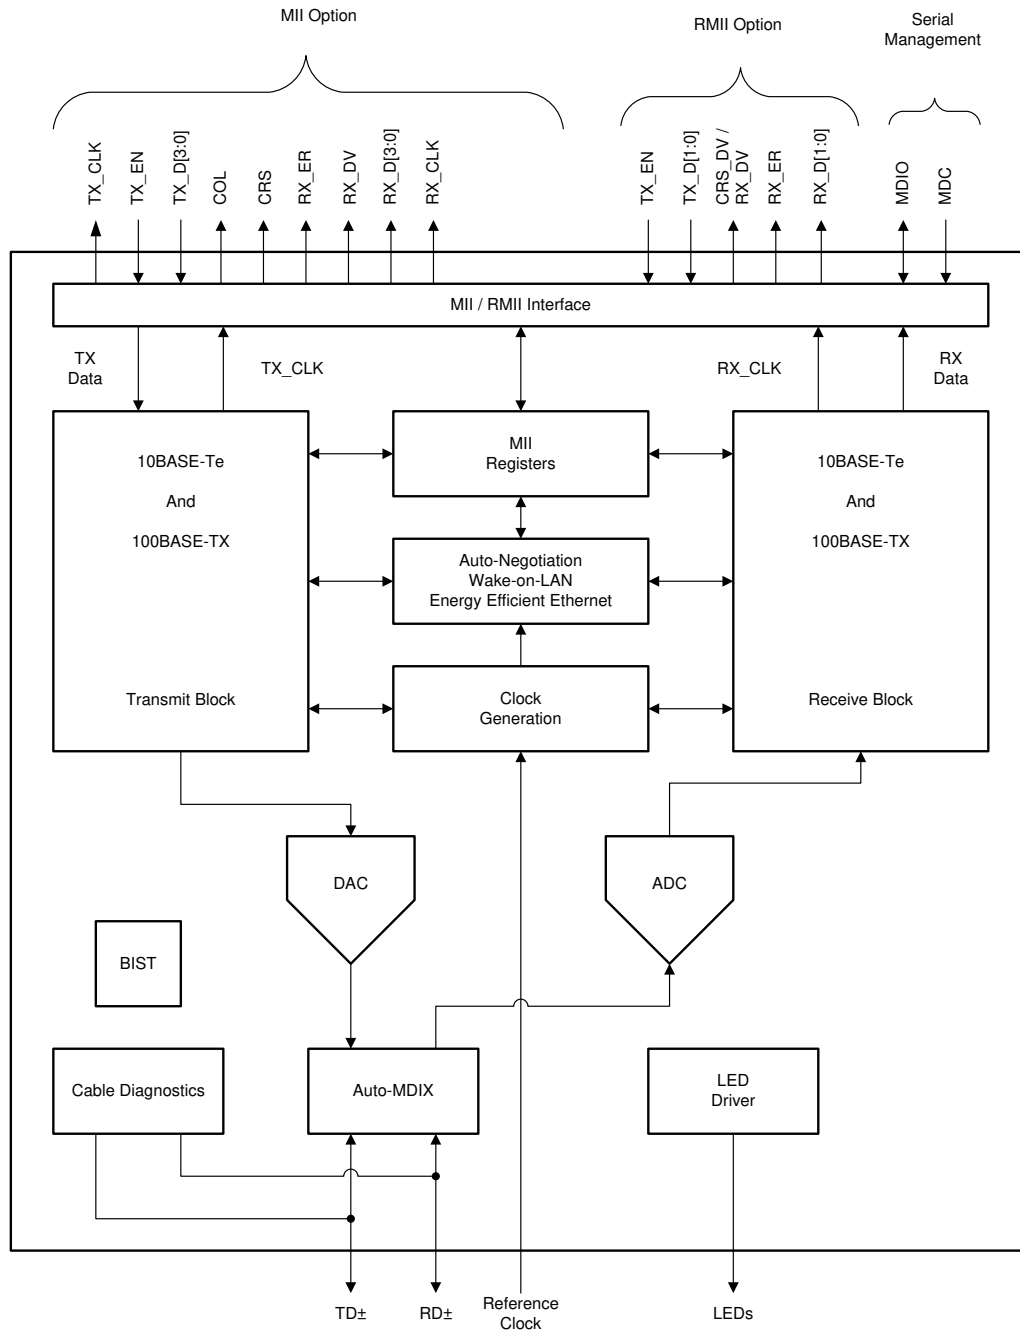 MII Option
RMII Option
Serial
Management
TX_CLK
TX_EN
TX_D[3:0]
COL
CRS
RX_ER
RX_DV
RX_D[3:0]
RX_CLK
TX_EN
TX_D[1:0]
CRS_DV /
RX_DV
RX_ER
RX_D[1:0]
MDIO
MDC
MII / RMII Interface
TX
Data
TX_CLK
RX_CLK
RX
Data
10BASE-Te
And
100BASE-TX
Transmit Block
MII
Registers
Auto-Negotiation
Wake-on-LAN
Energy Efficient Ethernet
Clock
Generation
10BASE-Te
And
100BASE-TX
Receive Block
DAC
ADC
BIST
Cable Diagnostics
Auto-MDIX
LED
Driver
TD±
RD±
Reference
Clock
LEDs